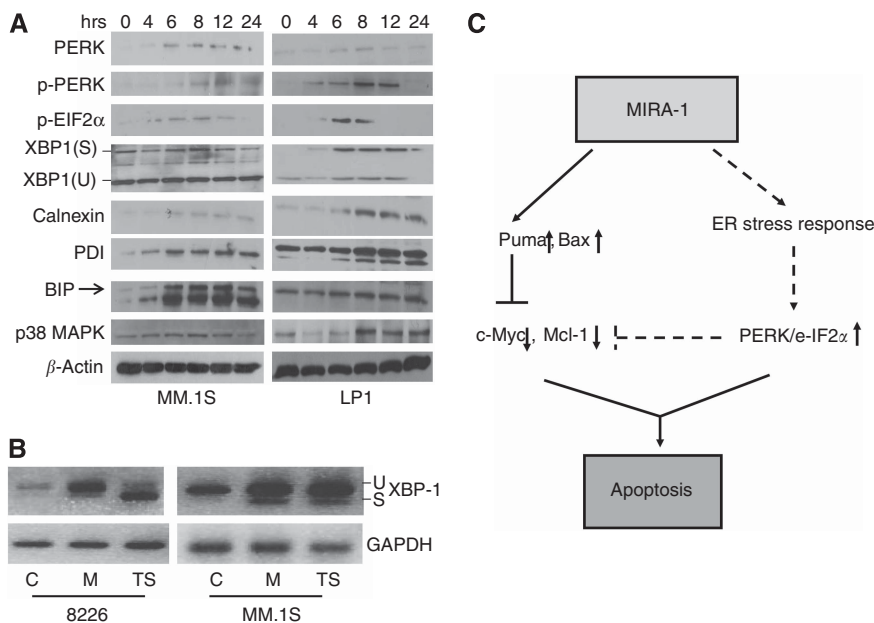 A
hrs 0 4 6 8 12 24 0 4 6 8 12 24
PERK
p-PERK
p-EIF2α
XBP1(S)
XBP1(U)
Calnexin
PDI
BIP
p38 MAPK
β-Actin
MM.1S LP1
B
U
S
XBP-1
GAPDH
C M TS C M TS
8226 MM.1S
C
MIRA-1
ER stress response
Puma, Bax
c-Myc, Mcl-1
PERK/e-IF2α
Apoptosis